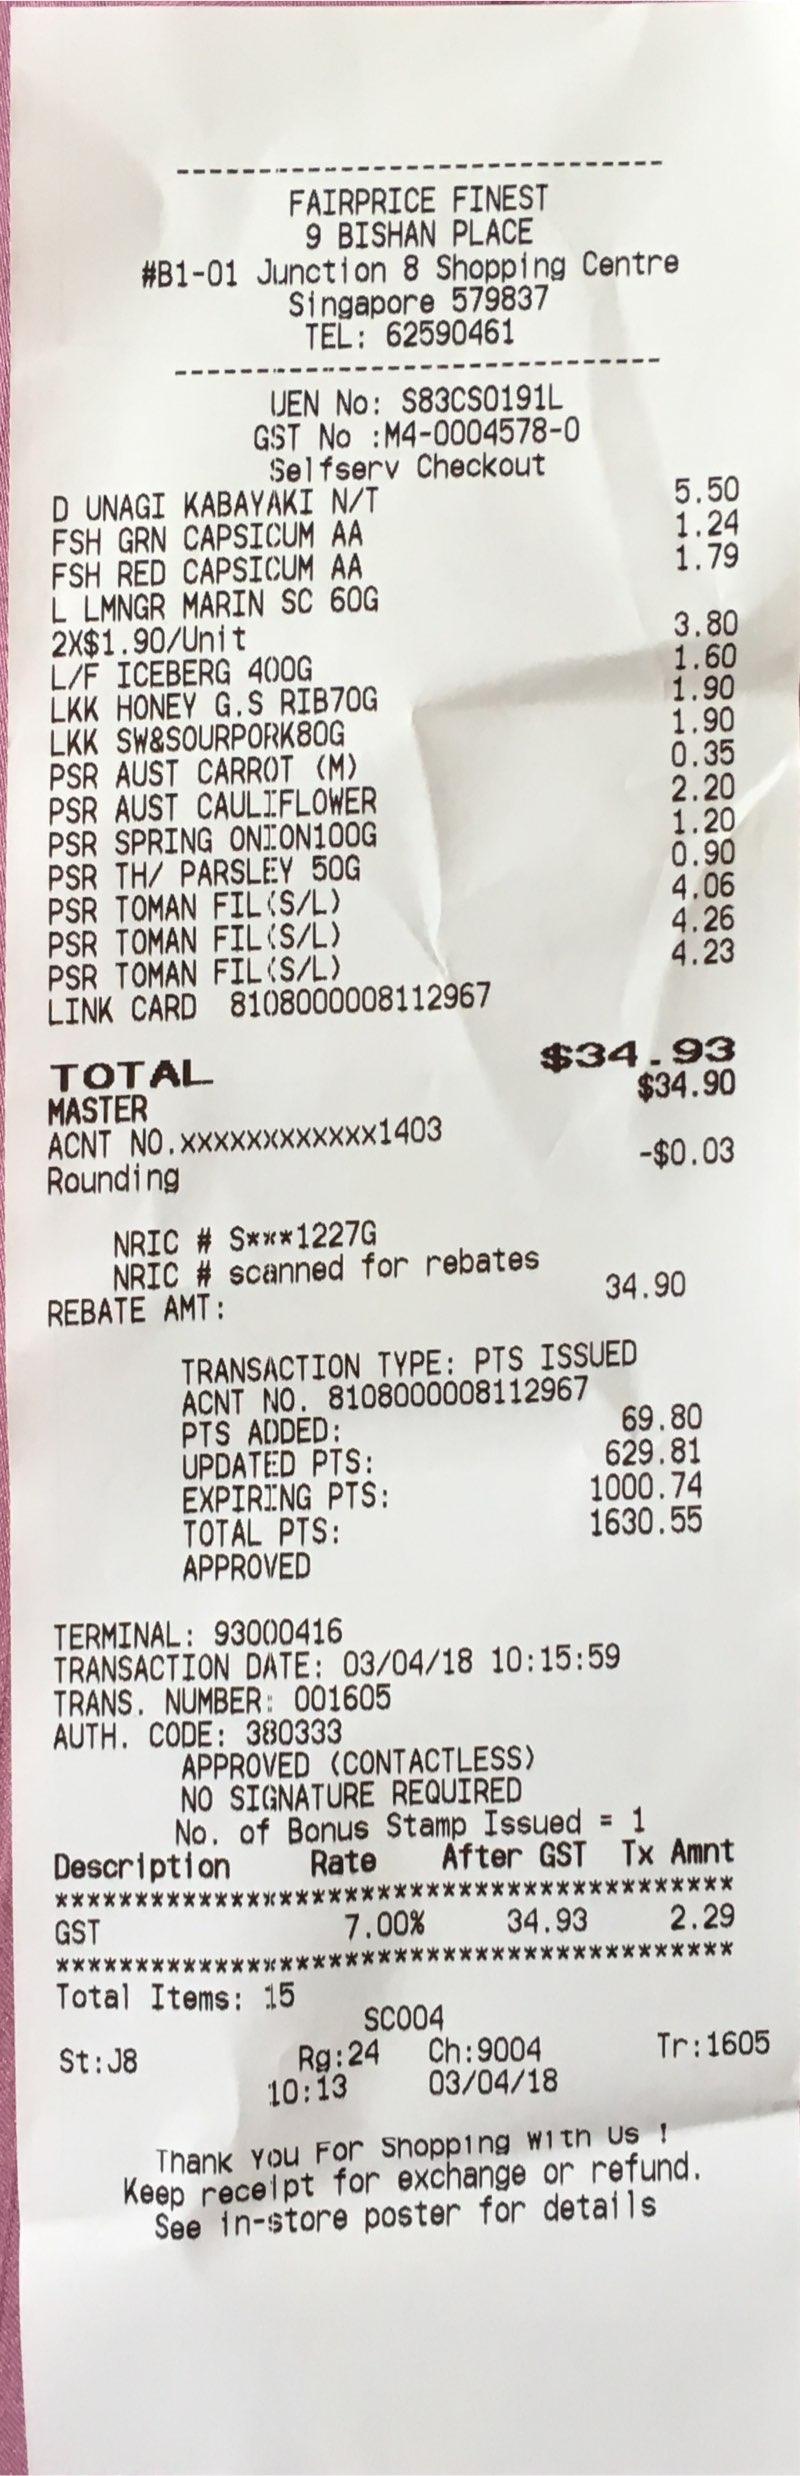 --------------------------------
FAIRPRICE FINEST
9 BISHAN PLACE
#B1-01 Junction 8 Shopping Centre
Singapore 579837
TEL: 62590461
--------------------------------
UEN No: S83CS0191L
GST No :M4-0004578-0
Selfserv Checkout
D UNAGI KABAYAKI N/T 5.50
FSH GRN CAPSICUM AA 1.24
FSH RED CAPSICUM AA 1.79
L LMNGR MARIN SC 60G
2X$1.90/Unit 3.80
L/F ICEBERG 400G 1.60
LKK HONEY G.S RIB70G 1.90
LKK SW&SOURPORK80G 1.90
PSR AUST CARROT (M) 0.35
PSR AUST CAULIFLOWER 2.20
PSR SPRING ONION100G 1.20
PSR TH/ PARSLEY 50G 0.90
PSR TOMAN FIL(S/L) 4.06
PSR TOMAN FIL(S/L) 4.26
PSR TOMAN FIL(S/L) 4.23
LINK CARD 8108000008112967
TOTAL $34.93
MASTER $34.90
ACNT NO.xxxxxxxxxxxx1403
Rounding -$0.03
NRIC # S***1227G
NRIC # scanned for rebates
REBATE AMT: 34.90
TRANSACTION TYPE: PTS ISSUED
ACNT NO. 8108000008112967
PTS ADDED: 69.80
UPDATED PTS: 629.81
EXPIRING PTS: 1000.74
TOTAL PTS: 1630.55
APPROVED
TERMINAL: 93000416
TRANSACTION DATE: 03/04/18 10:15:59
TRANS. NUMBER: 001605
AUTH. CODE: 380333
APPROVED (CONTACTLESS)
NO SIGNATURE REQUIRED
No. of Bonus Stamp Issued = 1
Description Rate After GST Tx Amnt
******************************************
GST 7.00% 34.93 2.29
******************************************
Total Items: 15
SC004
St:J8 Rg:24 Ch:9004 Tr:1605
10:13 03/04/18
Thank You For Shopping With Us !
Keep receipt for exchange or refund.
See in-store poster for details